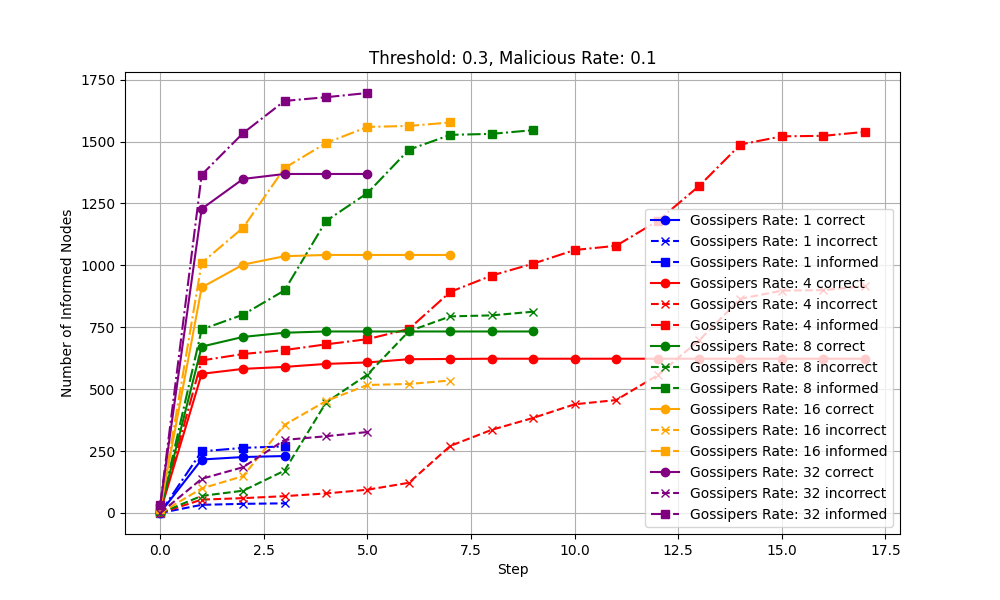 Threshold: 0.3, Malicious Rate: 0.1
Number of Informed Nodes
1750
1500
1250
1000
750
500
250
0
0.0 2.5 5.0 7.5 10.0 12.5 15.0 17.5
Step
Gossipers Rate: 1 correct
Gossipers Rate: 1 incorrect
Gossipers Rate: 1 informed
Gossipers Rate: 4 correct
Gossipers Rate: 4 incorrect
Gossipers Rate: 4 informed
Gossipers Rate: 8 correct
Gossipers Rate: 8 incorrect
Gossipers Rate: 8 informed
Gossipers Rate: 16 correct
Gossipers Rate: 16 incorrect
Gossipers Rate: 16 informed
Gossipers Rate: 32 correct
Gossipers Rate: 32 incorrect
Gossipers Rate: 32 informed